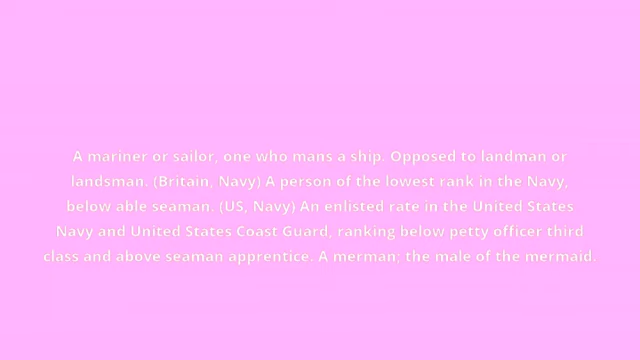 A mariner or sailor, one who mans a ship. Opposed to landman or
landsman. (Britain, Navy) A person of the lowest rank in the Navy,
below able seaman. (US, Navy) An enlisted rate in the United States
Navy and United States Coast Guard, ranking below petty officer third
class and above seaman apprentice. A merman; the male of the mermaid.